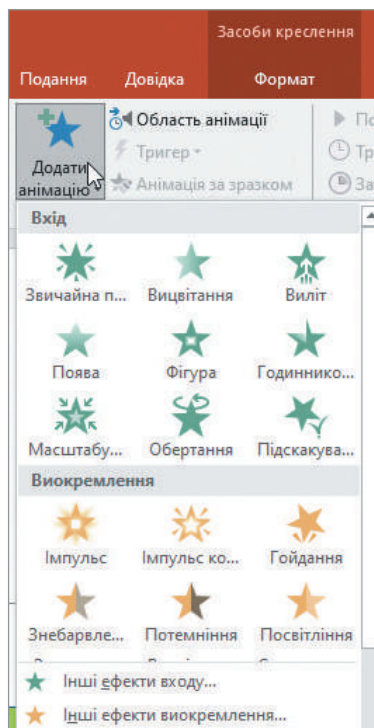 Засоби креслення
Подання Довідка Формат
Додати анімацію
Область анімації
Тригер
Анімація за зразком
Вхід
Звичайна п... Вицвітання Виліт
Поява Фігура Годиннико...
Масштабу... Обертання Підскакува...
Виокремлення
Імпульс Імпульс ко... Гойдання
Знебарвле... Потемніння Посвітління
Інші ефекти входу...
Інші ефекти виокремлення...